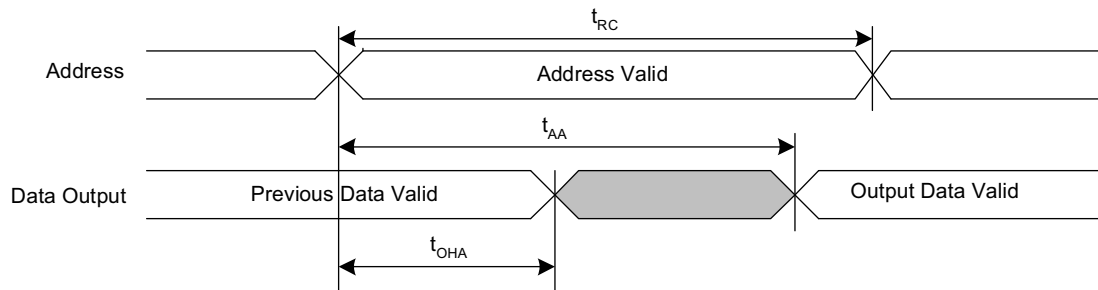 t_RC
Address
Address Valid
t_AA
Data Output
Previous Data Valid
Output Data Valid
t_OHA